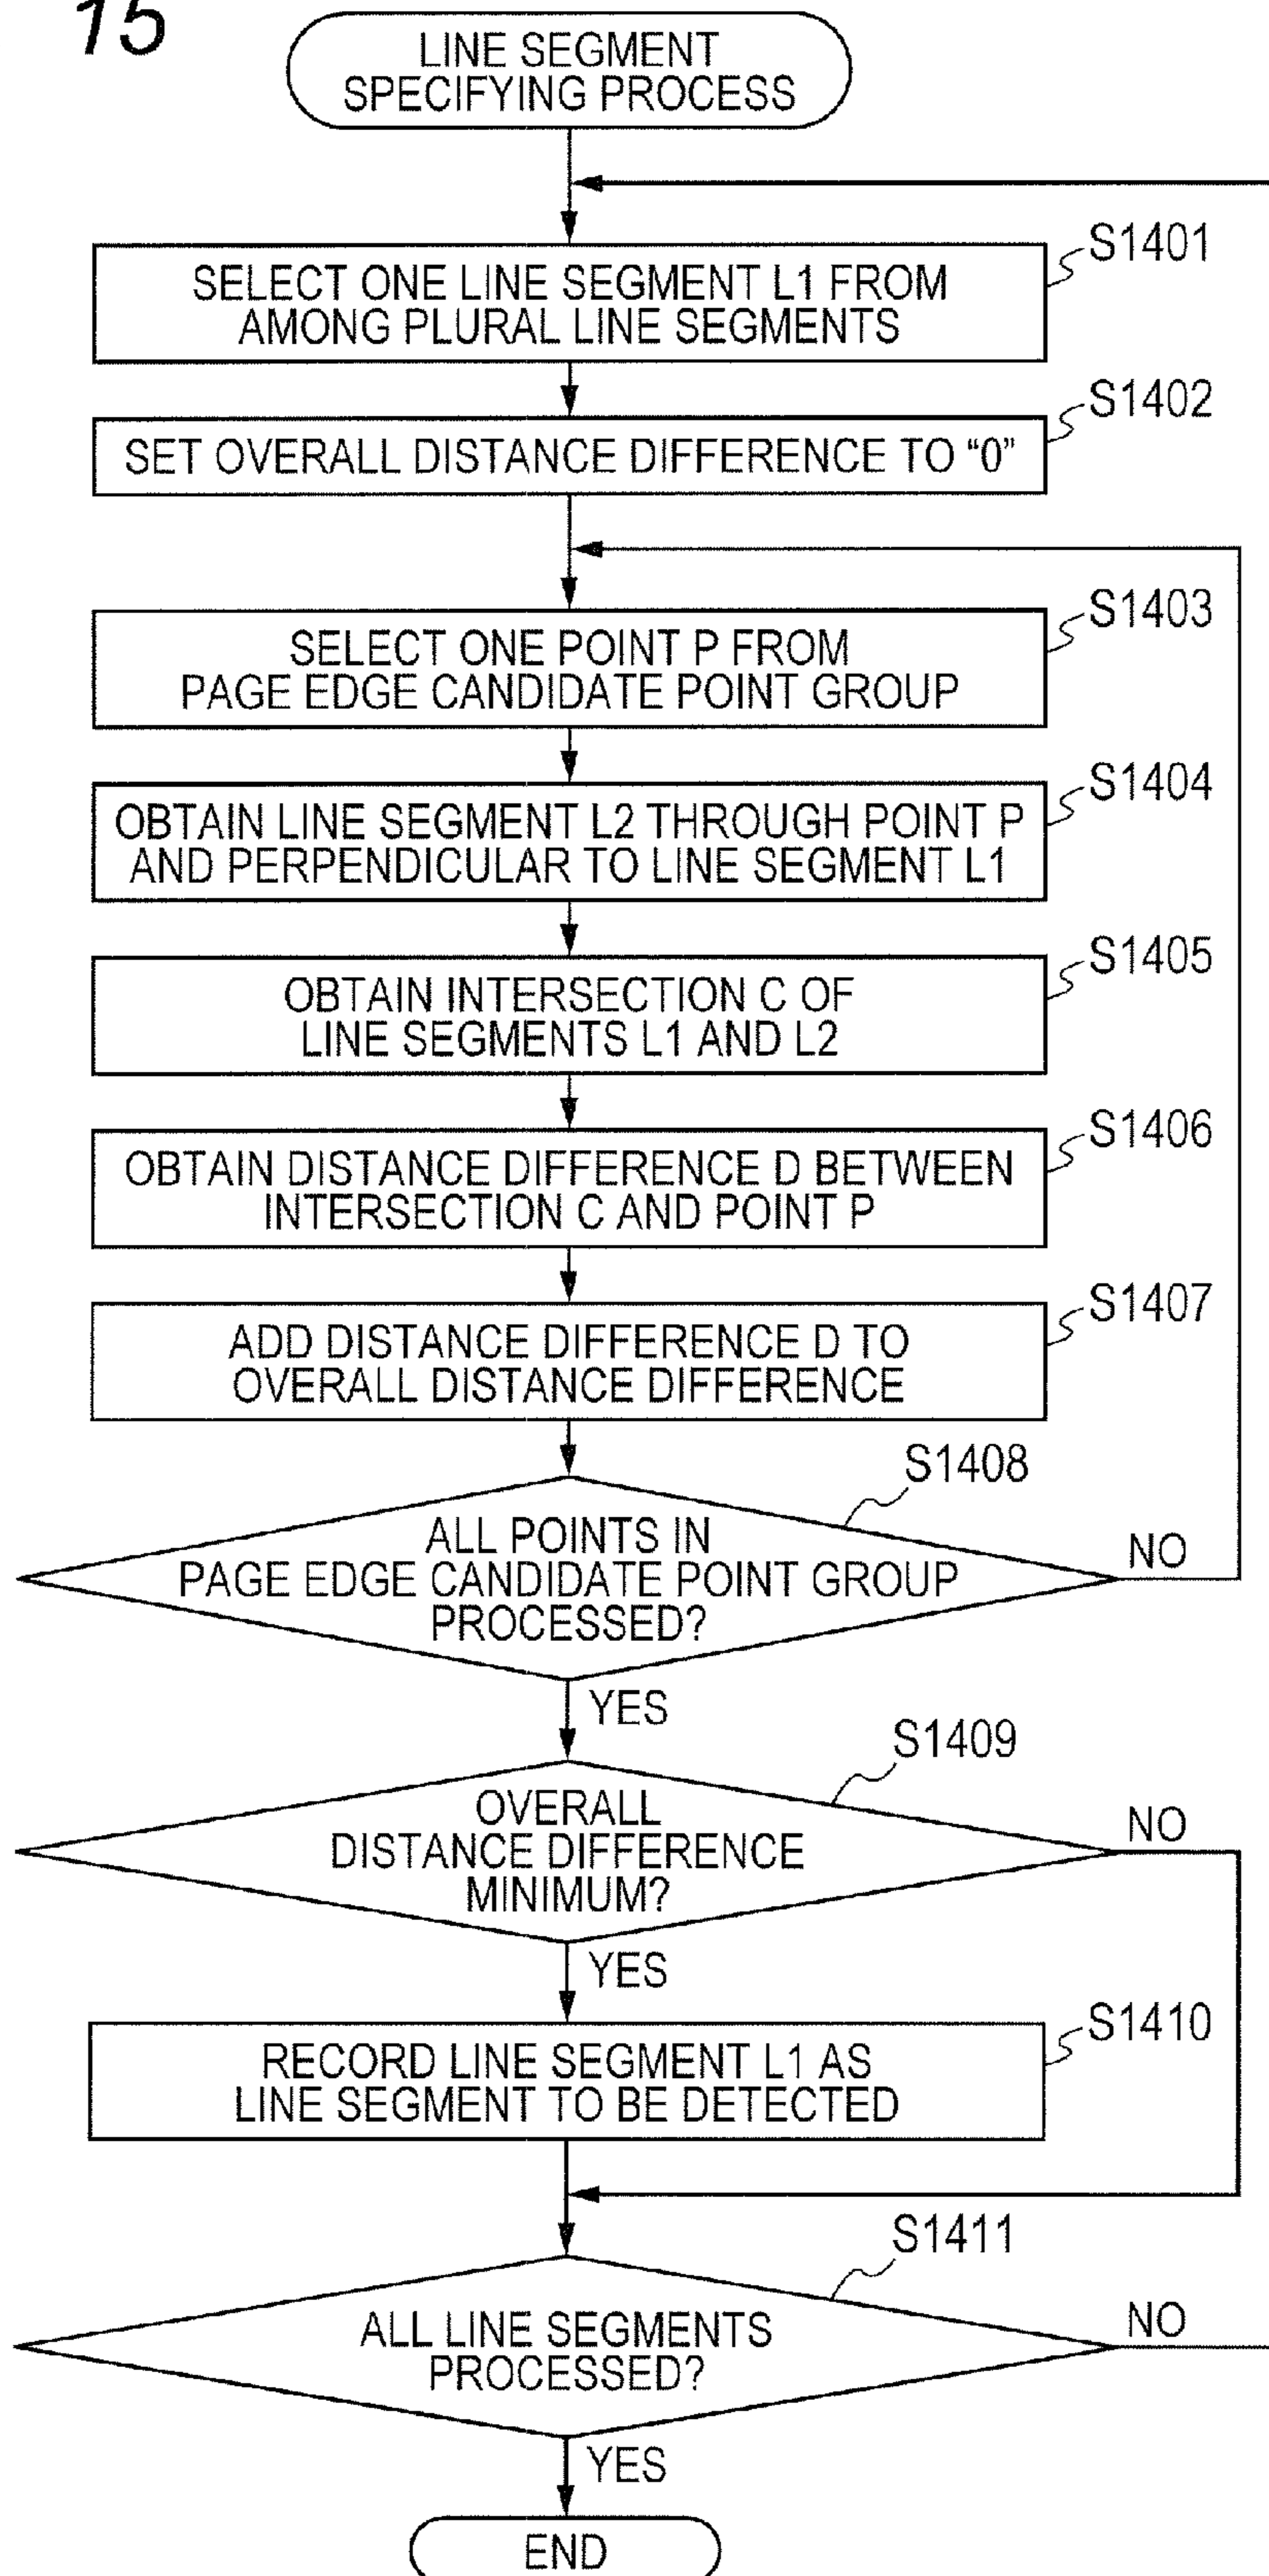 15
LINE SEGMENT
SPECIFYING PROCESS
S1401
SELECT ONE LINE SEGMENT L1 FROM
AMONG PLURAL LINE SEGMENTS
S1402
SET OVERALL DISTANCE DIFFERENCE TO “0”
S1403
SELECT ONE POINT P FROM
PAGE EDGE CANDIDATE POINT GROUP
S1404
OBTAIN LINE SEGMENT L2 THROUGH POINT P
AND PERPENDICULAR TO LINE SEGMENT L1
S1405
OBTAIN INTERSECTION C OF
LINE SEGMENTS L1 AND L2
S1406
OBTAIN DISTANCE DIFFERENCE D BETWEEN
INTERSECTION C AND POINT P
S1407
ADD DISTANCE DIFFERENCE D TO
OVERALL DISTANCE DIFFERENCE
S1408
ALL POINTS IN
PAGE EDGE CANDIDATE POINT GROUP
PROCESSED?
NO
YES
S1409
OVERALL
DISTANCE DIFFERENCE
MINIMUM?
NO
YES
S1410
RECORD LINE SEGMENT L1 AS
LINE SEGMENT TO BE DETECTED
S1411
ALL LINE SEGMENTS
PROCESSED?
NO
YES
END